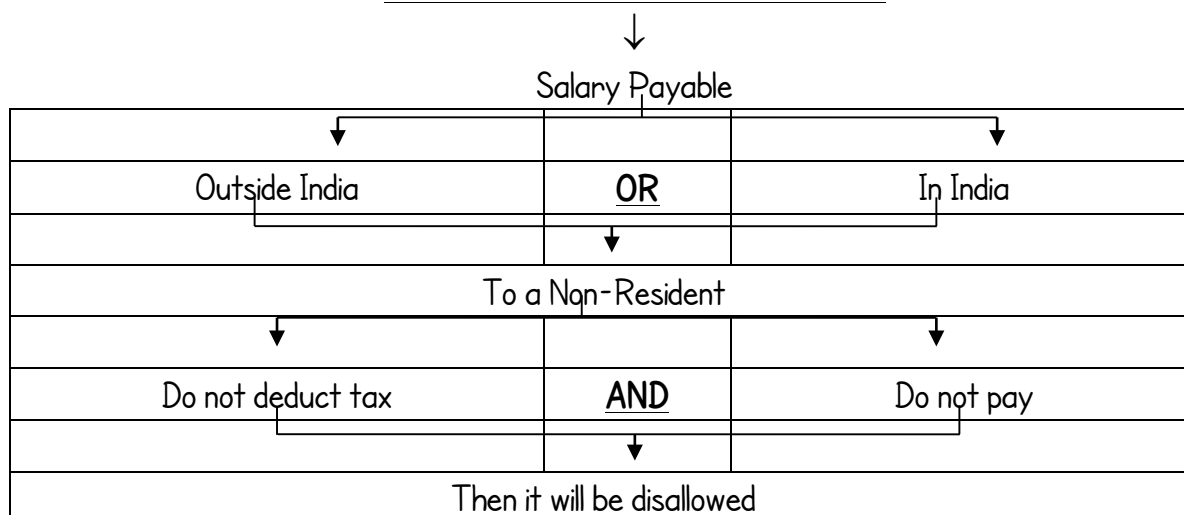 Salary Payable
Outside India OR In India
To a Non-Resident
Do not deduct tax AND Do not pay
Then it will be disallowed